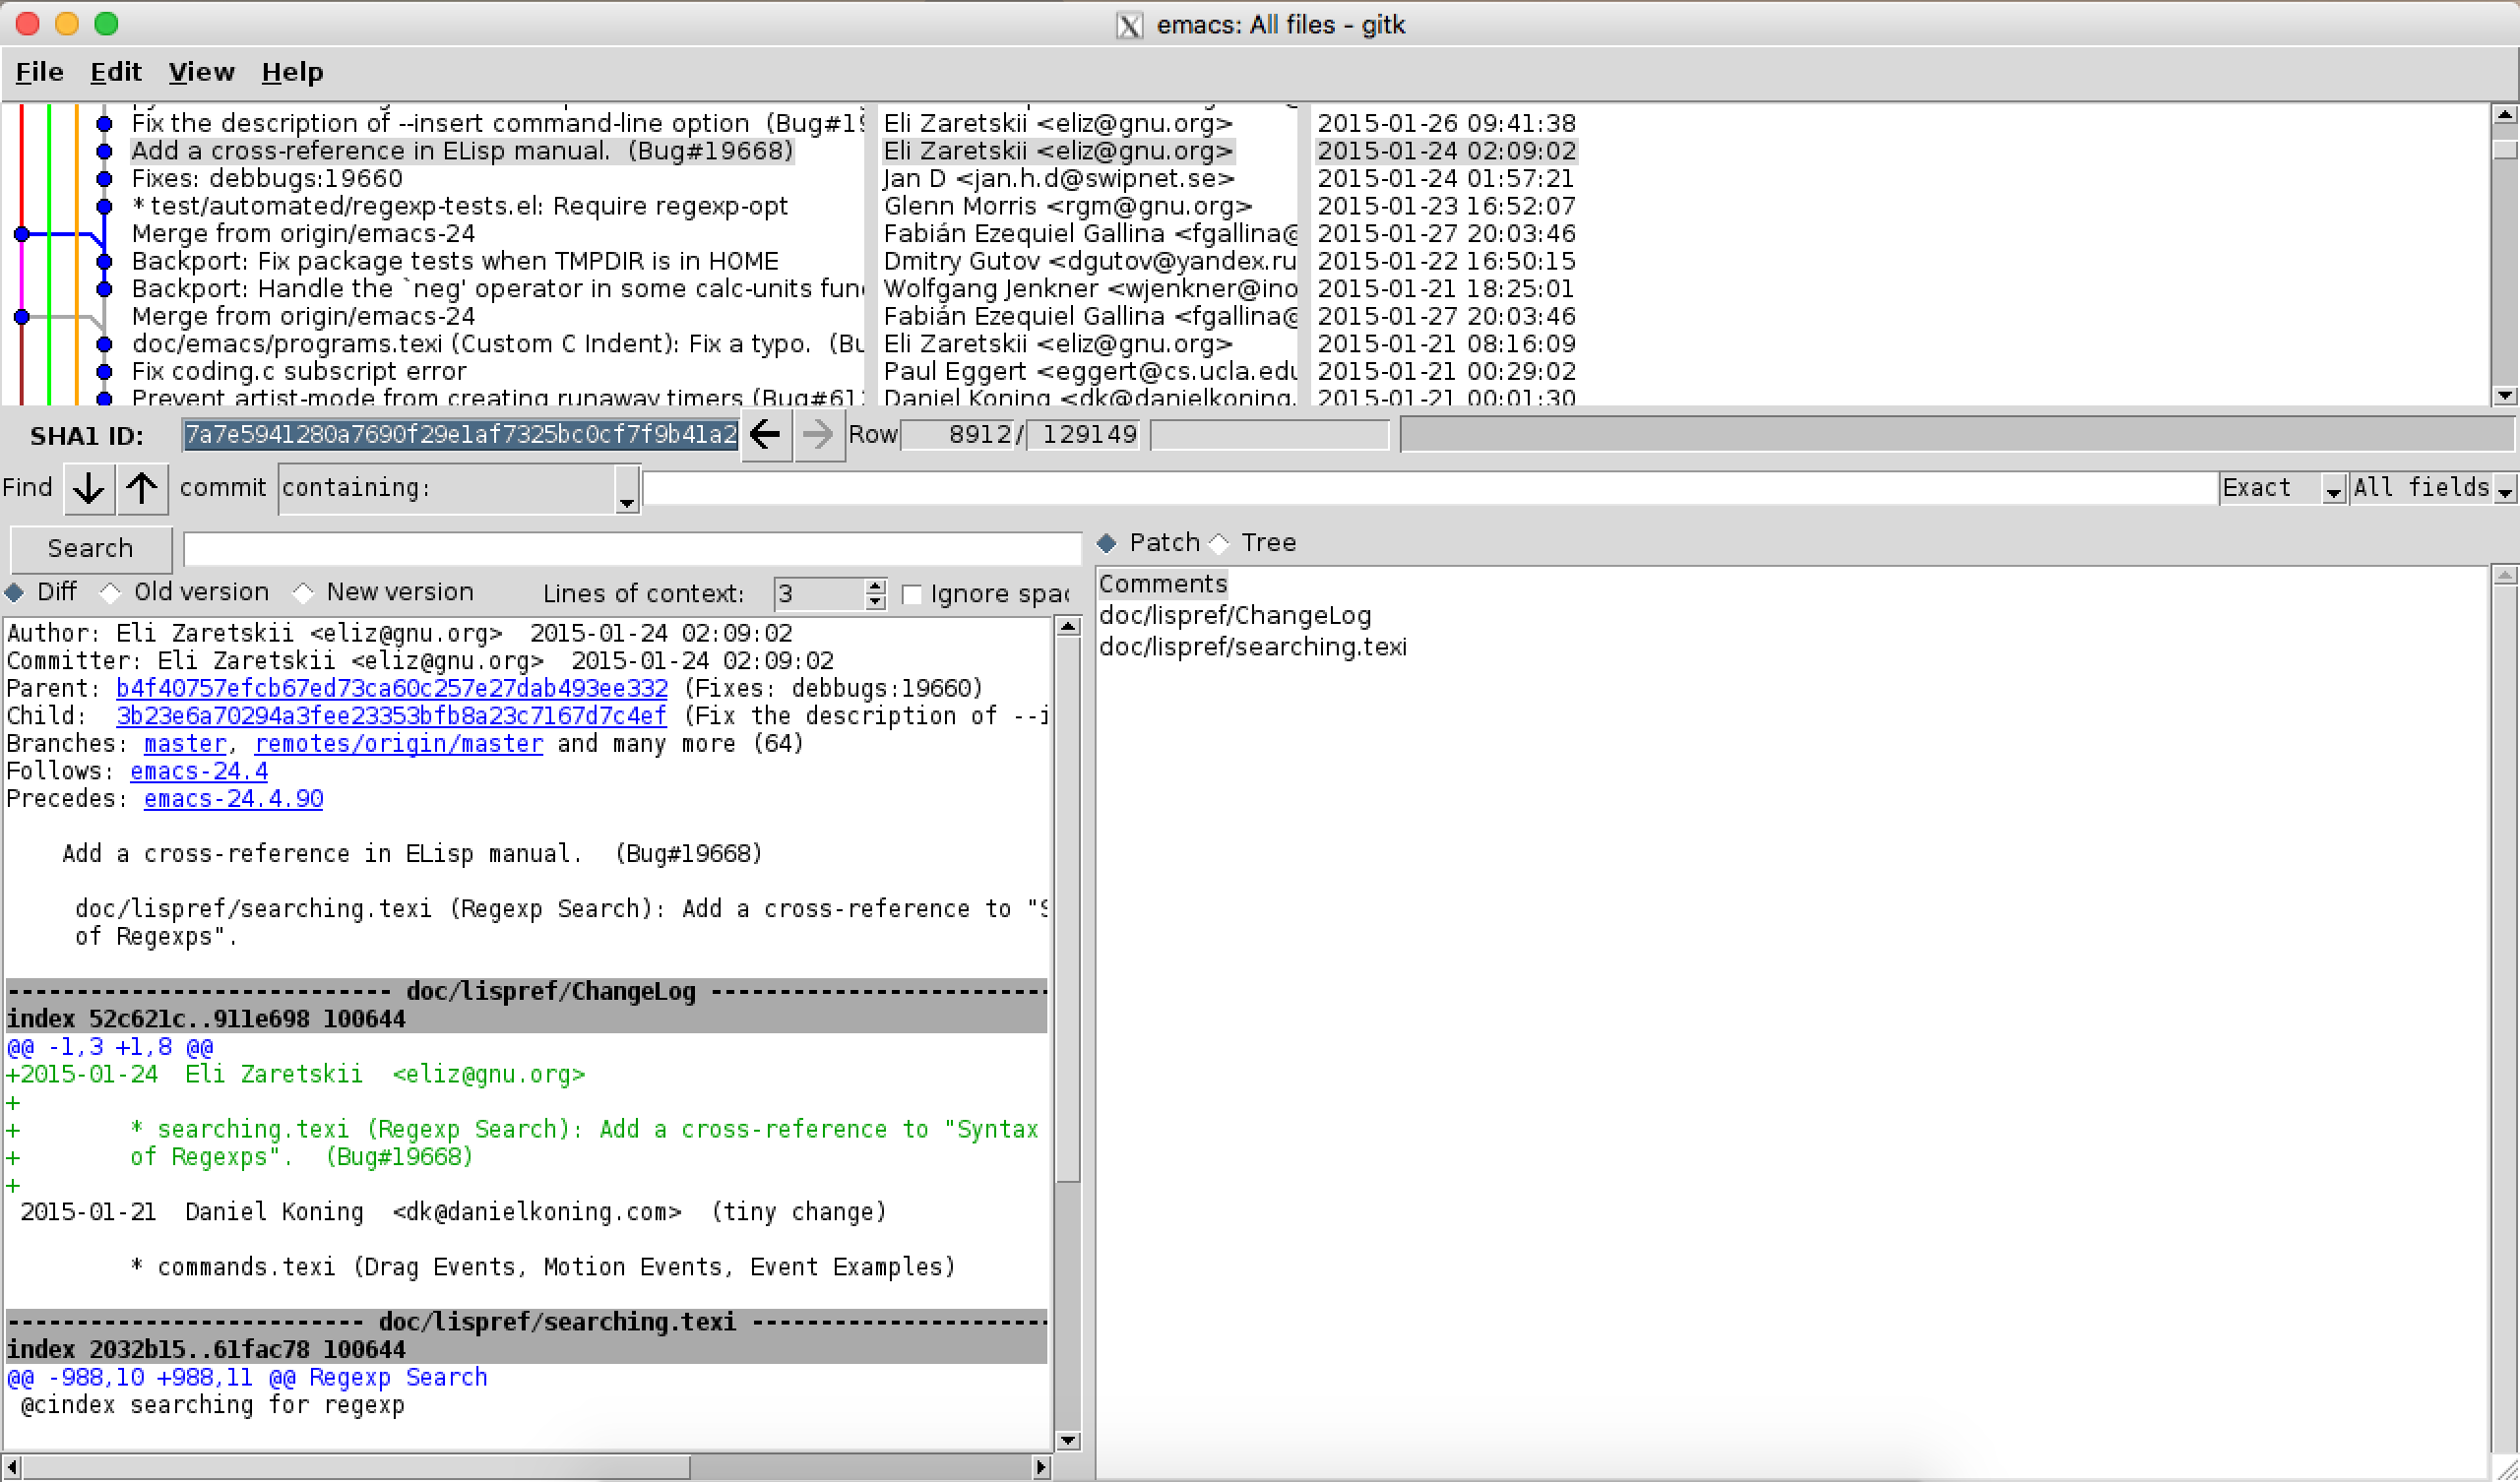 emacs: All files - gitk
File Edit View Help
Fix the description of --insert command-line option (Bug#19 Eli Zaretskii <eliz@gnu.org> 2015-01-26 09:41:38
Add a cross-reference in ELisp manual. (Bug#19668) Eli Zaretskii <eliz@gnu.org> 2015-01-24 02:09:02
Fixes: debbugs:19660 Jan D <jan.h.d@swipnet.se> 2015-01-24 01:57:21
* test/automated/regexp-tests.el: Require regexp-opt Glenn Morris <rgm@gnu.org> 2015-01-23 16:52:07
Merge from origin/emacs-24 Fabián Ezequiel Gallina <fgallina@ 2015-01-27 20:03:46
Backport: Fix package tests when TMPDIR is in HOME Dmitry Gutov <dgutov@yandex.ru 2015-01-22 16:50:15
Backport: Handle the `neg' operator in some calc-units fun Wolfgang Jenkner <wjenkner@ino 2015-01-21 18:25:01
Merge from origin/emacs-24 Fabián Ezequiel Gallina <fgallina@ 2015-01-27 20:03:46
doc/emacs/programs.texi (Custom C Indent): Fix a typo. (Bu Eli Zaretskii <eliz@gnu.org> 2015-01-21 08:16:09
Fix coding.c subscript error Paul Eggert <eggert@cs.ucla.edu 2015-01-21 00:29:02
Prevent artist-mode from creating runaway timers (Bug#61 Daniel Koning <dk@danielkoning. 2015-01-21 00:01:30
SHA1 ID: 7a7e5941280a7690f29e1af7325bc0cf7f9b41a2 Row 8912 / 129149
Find commit containing: Exact All fields
Search Patch Tree
Diff Old version New version Lines of context: 3 Ignore spac
Comments
doc/lispref/ChangeLog
doc/lispref/searching.texi
Author: Eli Zaretskii <eliz@gnu.org> 2015-01-24 02:09:02
Committer: Eli Zaretskii <eliz@gnu.org> 2015-01-24 02:09:02
Parent: b4f40757efcb67ed73ca60c257e27dab493ee332 (Fixes: debbugs:19660)
Child: 3b23e6a70294a3fee23353bfb8a23c7167d7c4ef (Fix the description of --i
Branches: master, remotes/origin/master and many more (64)
Follows: emacs-24.4
Precedes: emacs-24.4.90
Add a cross-reference in ELisp manual. (Bug#19668)
doc/lispref/searching.texi (Regexp Search): Add a cross-reference to "S
of Regexps".
---------------------------- doc/lispref/ChangeLog -------------------------
index 52c621c..911e698 100644
@@ -1,3 +1,8 @@
+2015-01-24 Eli Zaretskii <eliz@gnu.org>
+
+ * searching.texi (Regexp Search): Add a cross-reference to "Syntax
+ of Regexps". (Bug#19668)
+
2015-01-21 Daniel Koning <dk@danielkoning.com> (tiny change)
* commands.texi (Drag Events, Motion Events, Event Examples)
-------------------------- doc/lispref/searching.texi ----------------------
index 2032b15..61fac78 100644
@@ -988,10 +988,11 @@ Regexp Search
@cindex searching for regexp